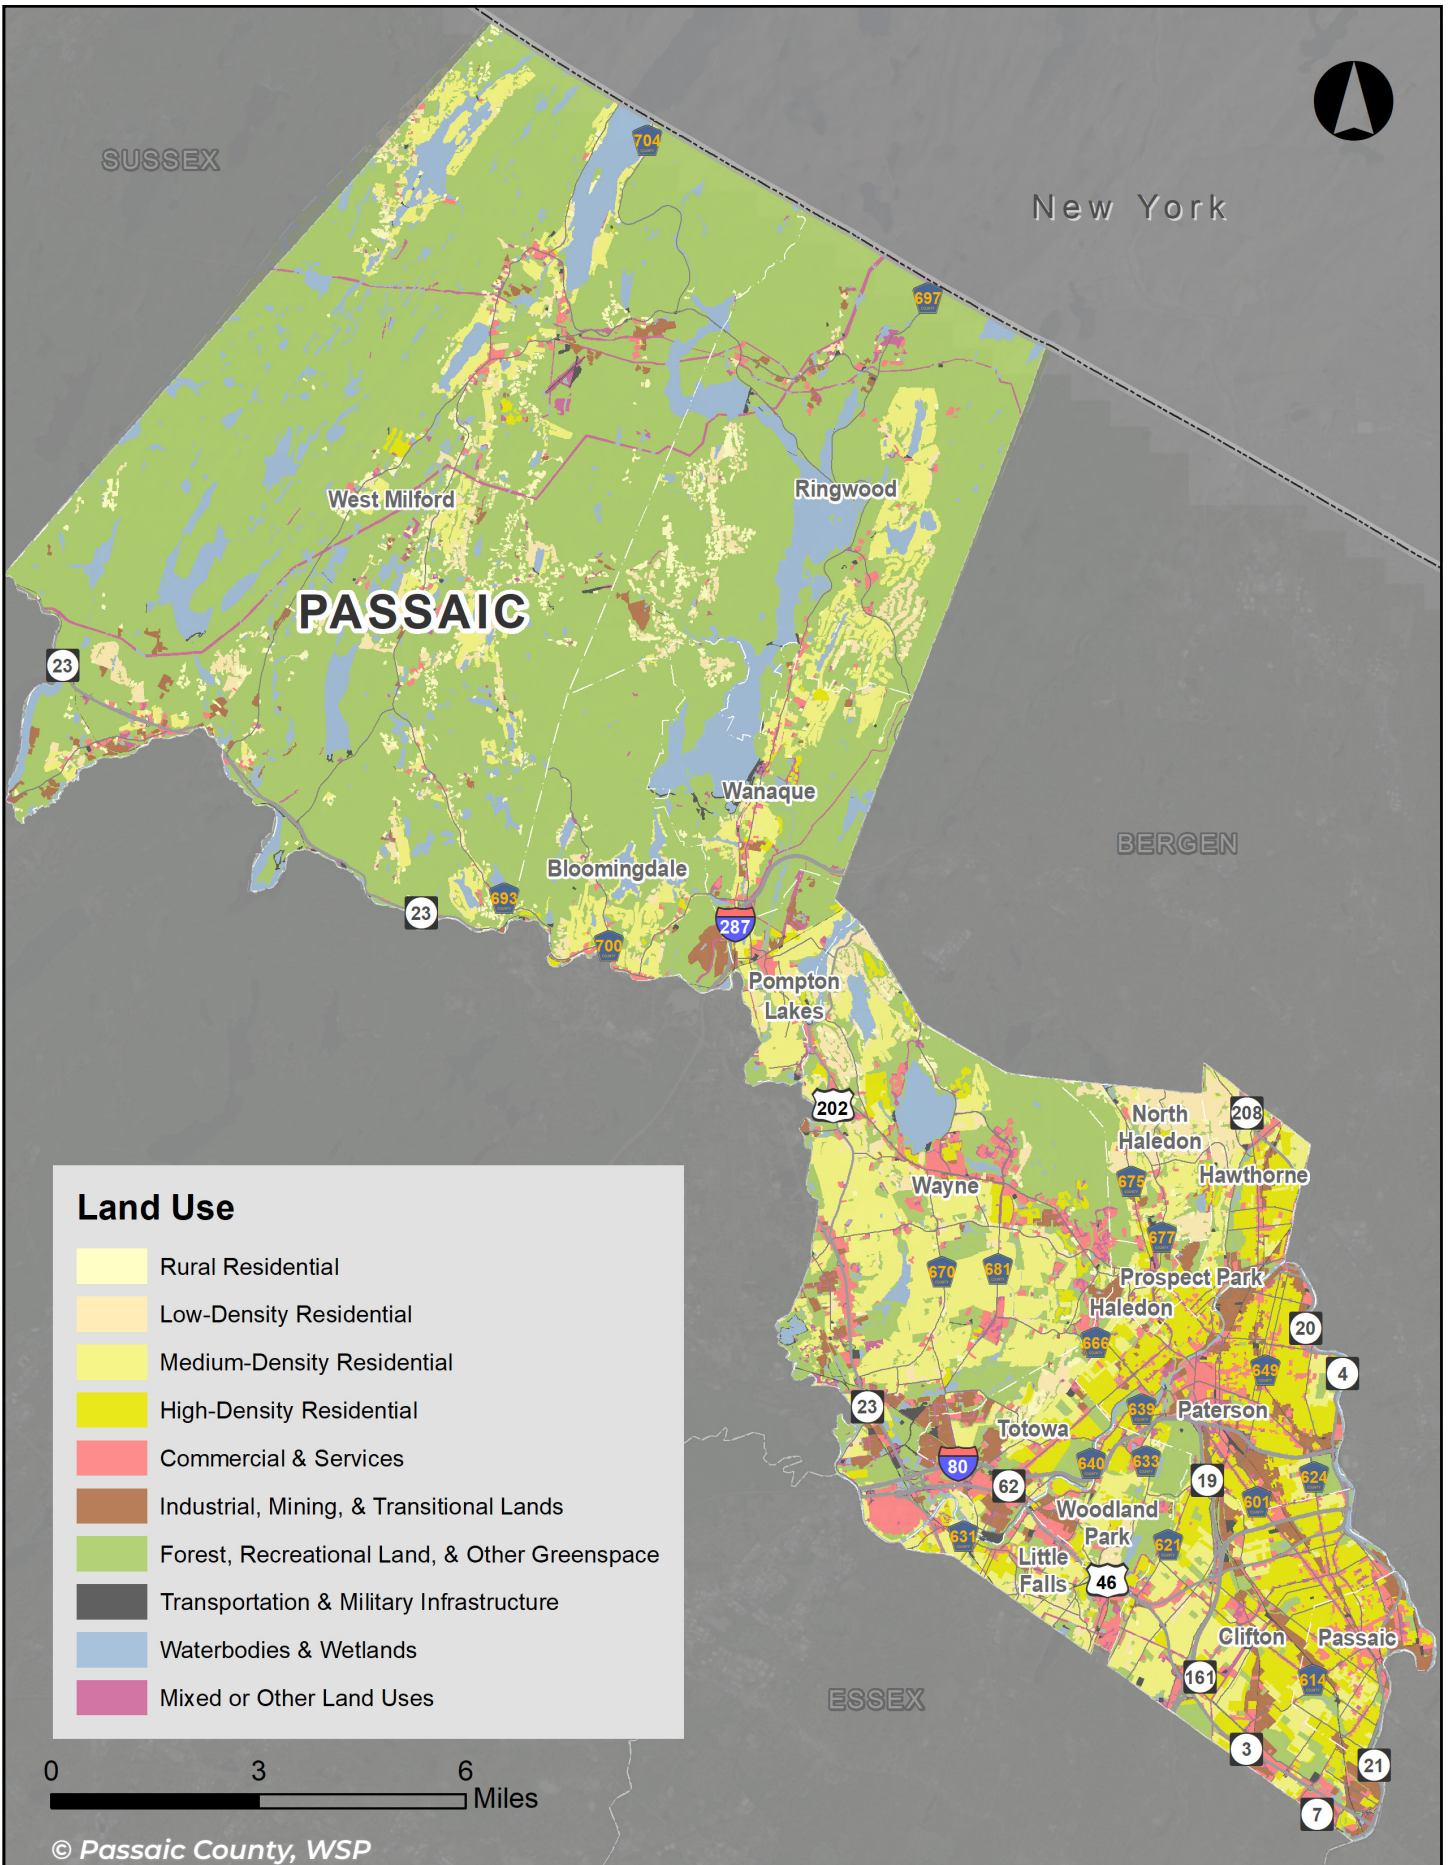 704
SUSSEX
New York
697
Ringwood
West Milford
PASSAIC
23
Wanaque
BERGEN
Bloomingdale
693
23
287
700
Pompton
Lakes
202
North
Haledon
208
Hawthorne
675
Wayne
677
670
681
Prospect Park
Haledon
20
666
649
4
23
639
Paterson
Totowa
80
640
633
62
19
624
601
Woodland
Park
631
621
Little
Falls
46
Clifton
Passaic
161
614
ESSEX
3
21
7
Land Use
Rural Residential
Low-Density Residential
Medium-Density Residential
High-Density Residential
Commercial & Services
Industrial, Mining, & Transitional Lands
Forest, Recreational Land, & Other Greenspace
Transportation & Military Infrastructure
Waterbodies & Wetlands
Mixed or Other Land Uses
0 3 6
Miles
© Passaic County, WSP